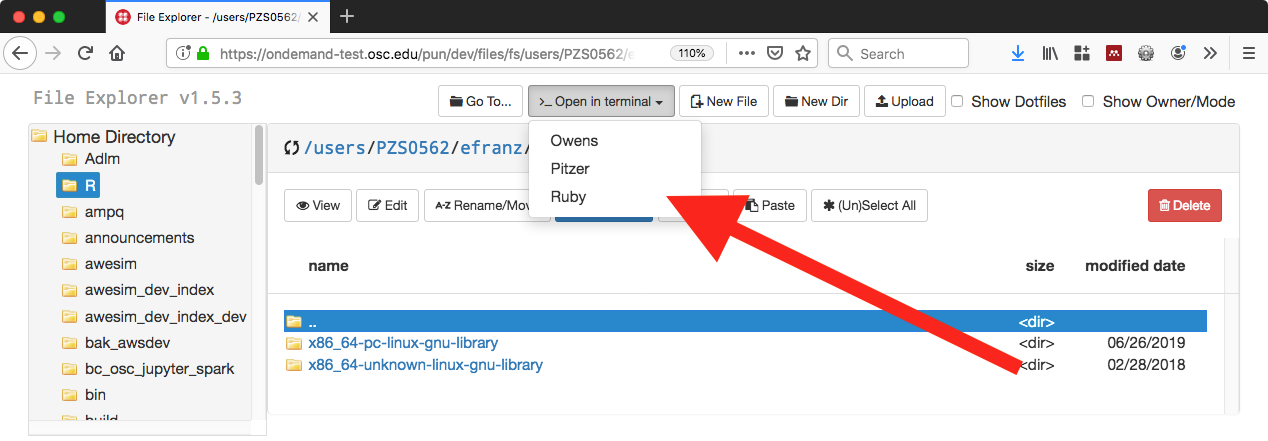 File Explorer - /users/PZS0562/
https://ondemand-test.osc.edu/pun/dev/files/fs/users/PZS0562/e 110% Search
File Explorer v1.5.3 Go To... >_ Open in terminal New File New Dir Upload Show Dotfiles Show Owner/Mode
Owens
Pitzer
Ruby
Home Directory
Adlm
R
ampq
announcements
awesim
awesim_dev_index
awesim_dev_index_dev
bak_awsdev
bc_osc_jupyter_spark
bin
build
/users/PZS0562/efranz/
View Edit A-Z Rename/Mov Paste (Un)Select All Delete
name size modified date
.. <dir>
x86_64-pc-linux-gnu-library <dir> 06/26/2019
x86_64-unknown-linux-gnu-library <dir> 02/28/2018